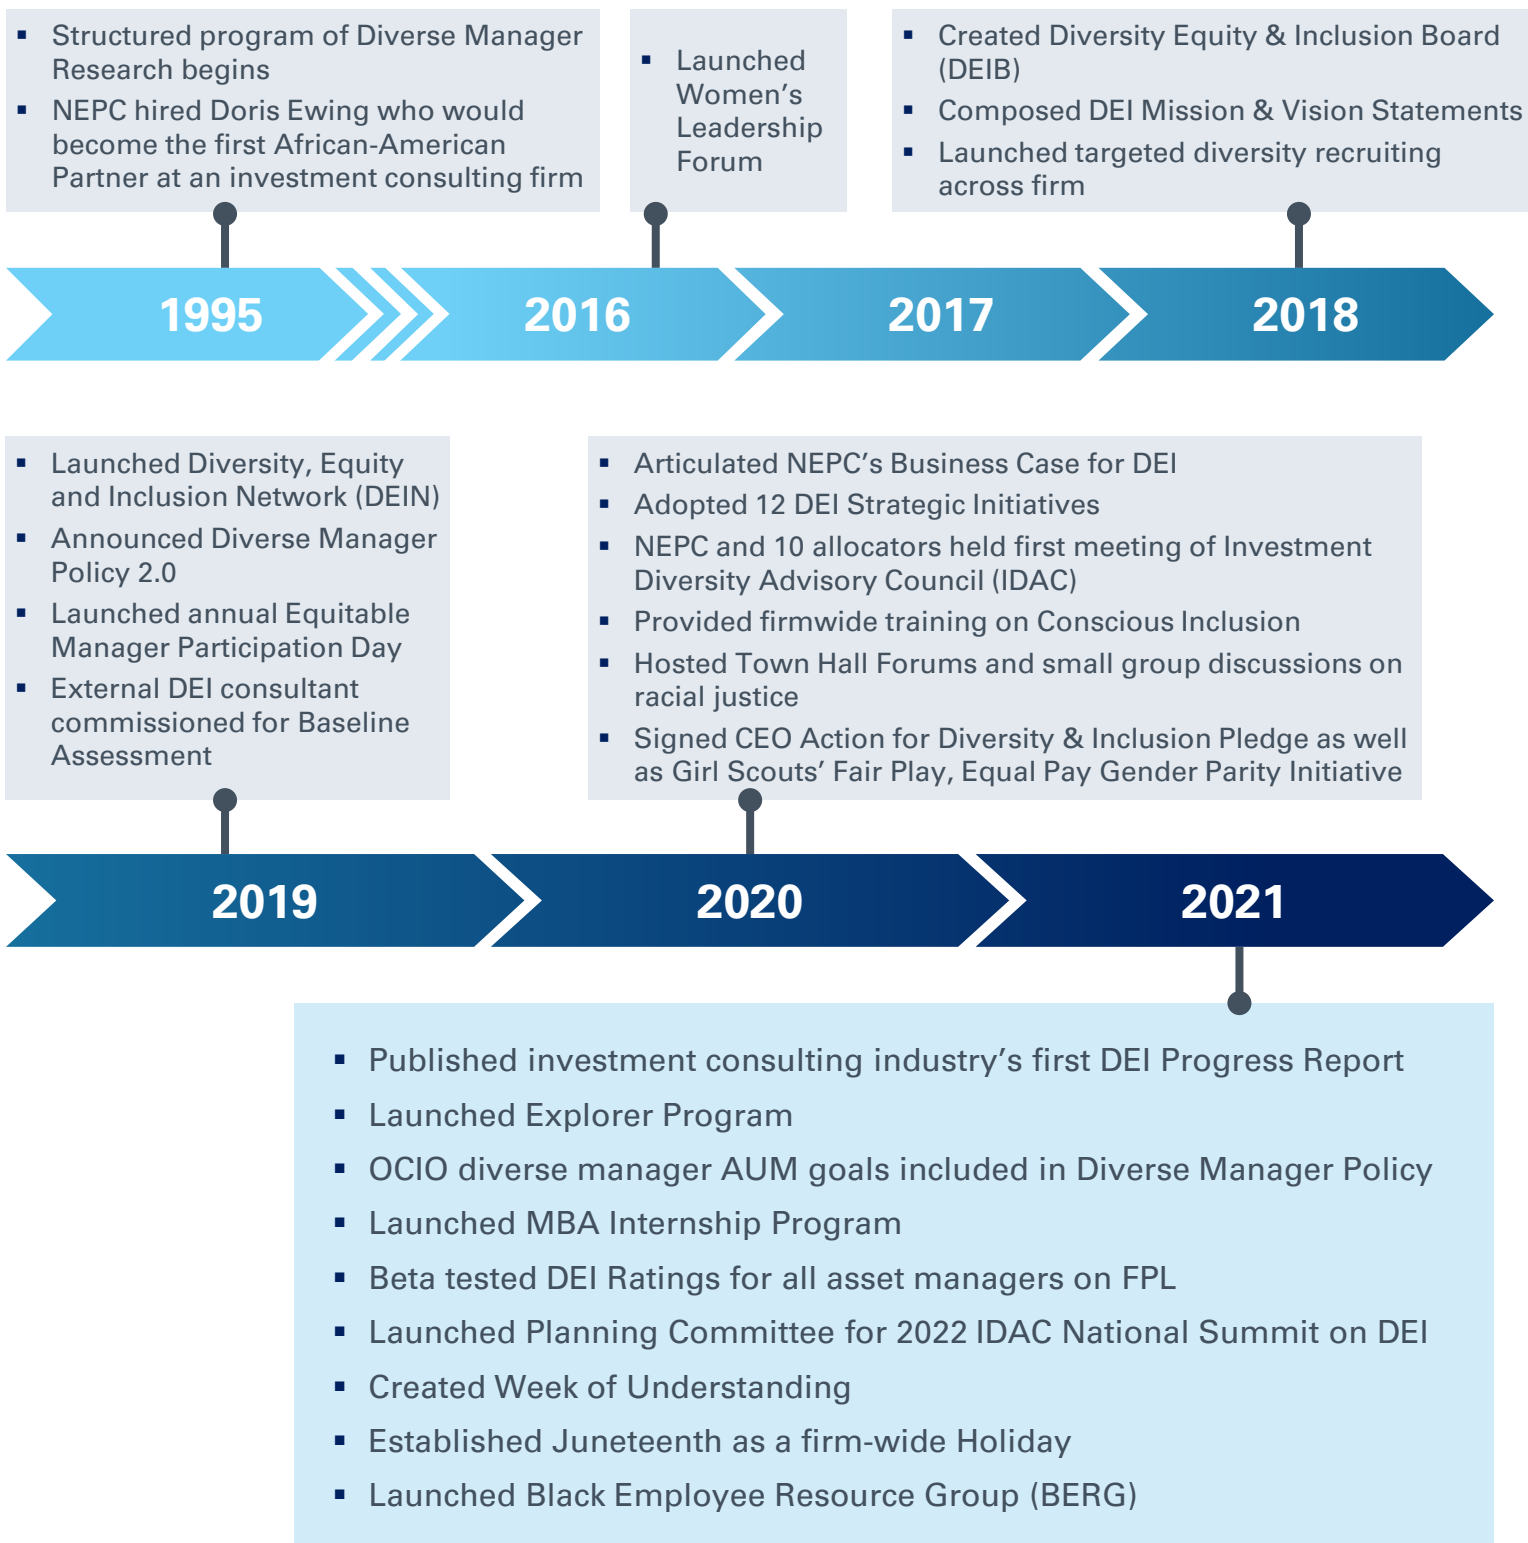 ▪ Structured program of Diverse Manager
Research begins
▪ NEPC hired Doris Ewing who would
become the first African-American
Partner at an investment consulting firm
▪ Launched
Women’s
Leadership
Forum
▪ Created Diversity Equity & Inclusion Board
(DEIB)
▪ Composed DEI Mission & Vision Statements
▪ Launched targeted diversity recruiting
across firm
1995
2016
2017
2018
▪ Launched Diversity, Equity
and Inclusion Network (DEIN)
▪ Announced Diverse Manager
Policy 2.0
▪ Launched annual Equitable
Manager Participation Day
▪ External DEI consultant
commissioned for Baseline
Assessment
▪ Articulated NEPC’s Business Case for DEI
▪ Adopted 12 DEI Strategic Initiatives
▪ NEPC and 10 allocators held first meeting of Investment
Diversity Advisory Council (IDAC)
▪ Provided firmwide training on Conscious Inclusion
▪ Hosted Town Hall Forums and small group discussions on
racial justice
▪ Signed CEO Action for Diversity & Inclusion Pledge as well
as Girl Scouts’ Fair Play, Equal Pay Gender Parity Initiative
2019
2020
2021
▪ Published investment consulting industry’s first DEI Progress Report
▪ Launched Explorer Program
▪ OCIO diverse manager AUM goals included in Diverse Manager Policy
▪ Launched MBA Internship Program
▪ Beta tested DEI Ratings for all asset managers on FPL
▪ Launched Planning Committee for 2022 IDAC National Summit on DEI
▪ Created Week of Understanding
▪ Established Juneteenth as a firm-wide Holiday
▪ Launched Black Employee Resource Group (BERG)